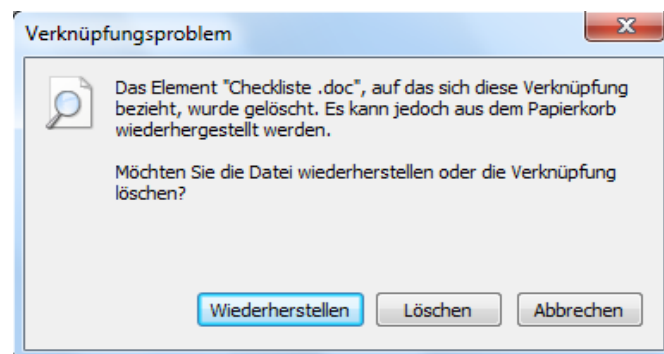 Verknüpfungsproblem
Das Element "Checkliste .doc", auf das sich diese Verknüpfung
bezieht, wurde gelöscht. Es kann jedoch aus dem Papierkorb
wiederhergestellt werden.
Möchten Sie die Datei wiederherstellen oder die Verknüpfung
löschen?
Wiederherstellen Löschen Abbrechen